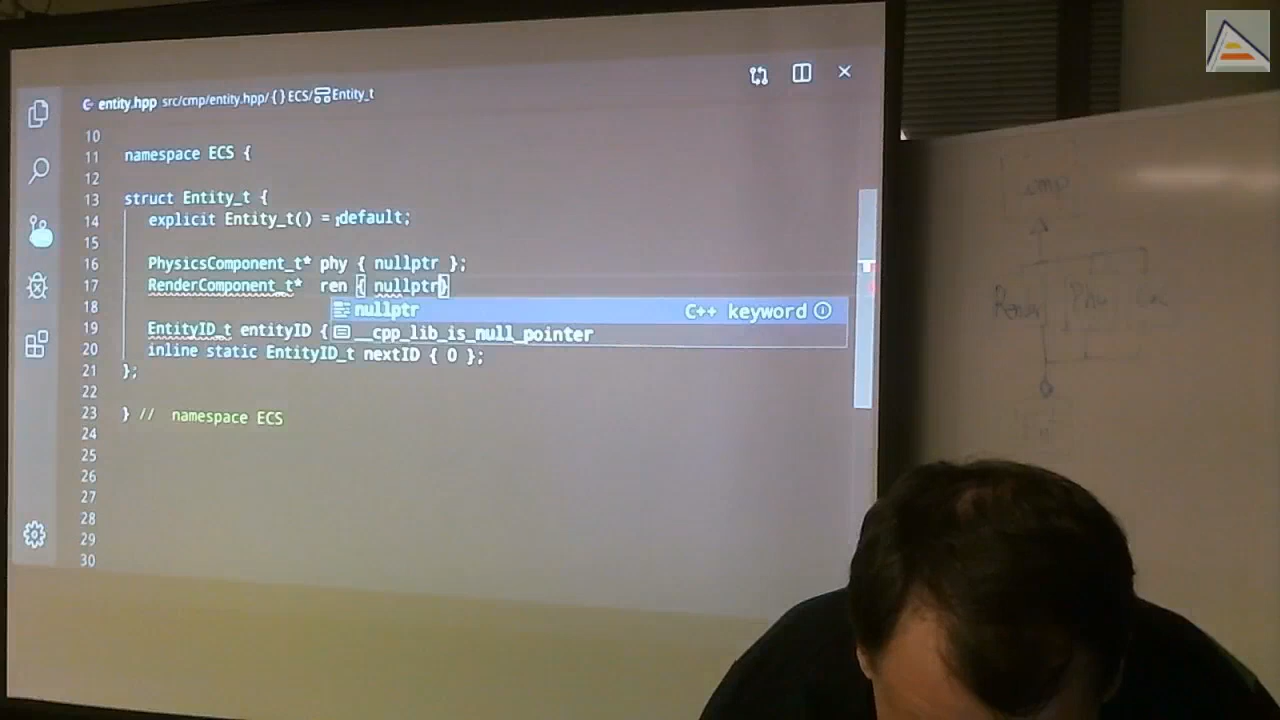 entity.hpp src/cmp/entity.hpp/{} ECS/Entity_t
10
11 namespace ECS {
12
13 struct Entity_t {
14 explicit Entity_t() = default;
15
16 PhysicsComponent_t* phy { nullptr };
17 RenderComponent_t* ren { nullptr}
18 nullptr C++ keyword
19 EntityID_t entityID { __cpp_lib_is_null_pointer
20 inline static EntityID_t nextID { 0 };
21 };
22
23 } // namespace ECS
24
25
26
27
28
29
30